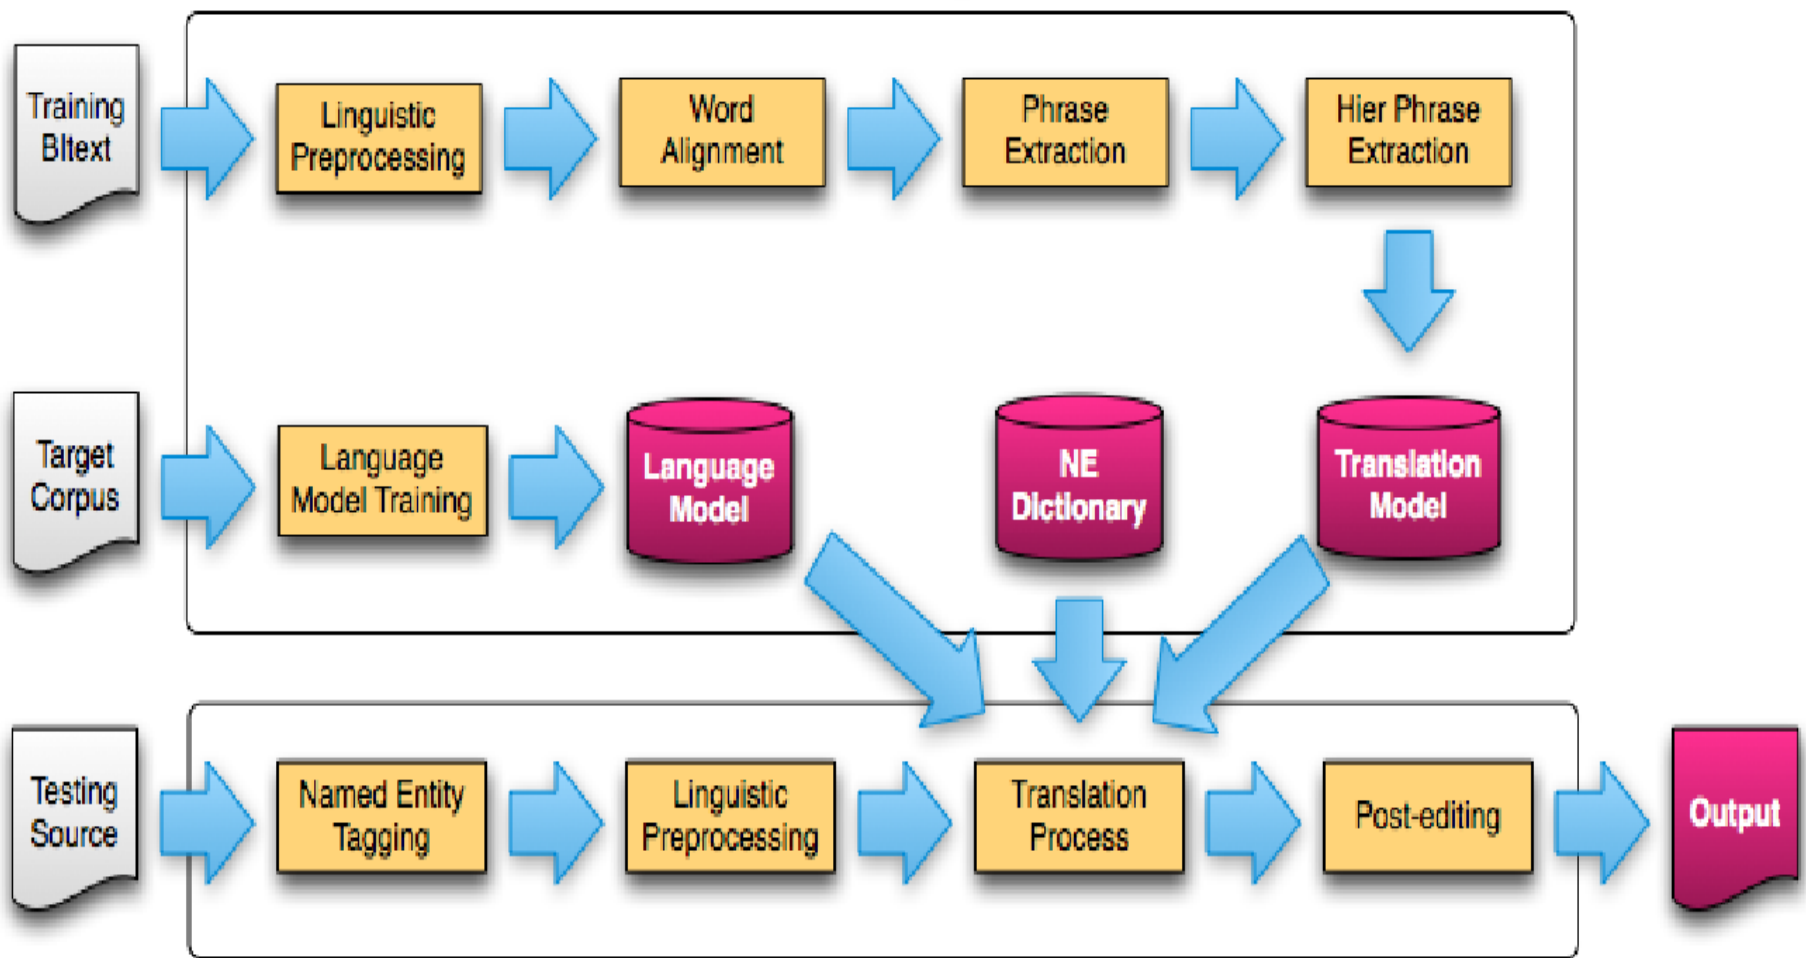 Training
BItext
Linguistic
Preprocessing
Word
Alignment
Phrase
Extraction
Hier Phrase
Extraction
Target
Corpus
Language
Model Training
Language
Model
NE
Dictionary
Translation
Model
Testing
Source
Named Entity
Tagging
Linguistic
Preprocessing
Translation
Process
Post-editing
Output